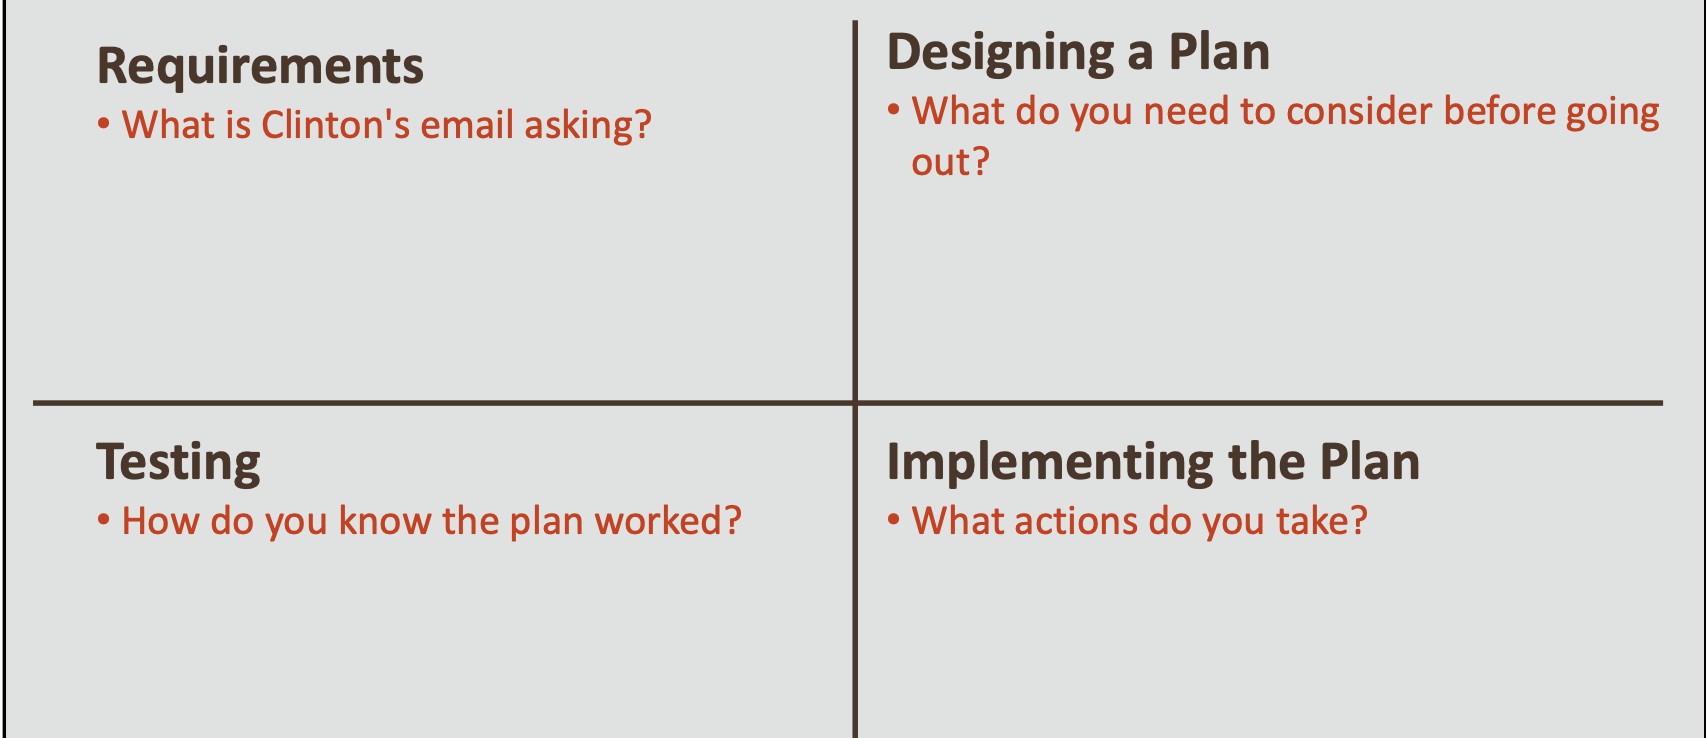 Requirements
• What is Clinton's email asking?
Designing a Plan
• What do you need to consider before going
out?
Testing
• How do you know the plan worked?
Implementing the Plan
• What actions do you take?